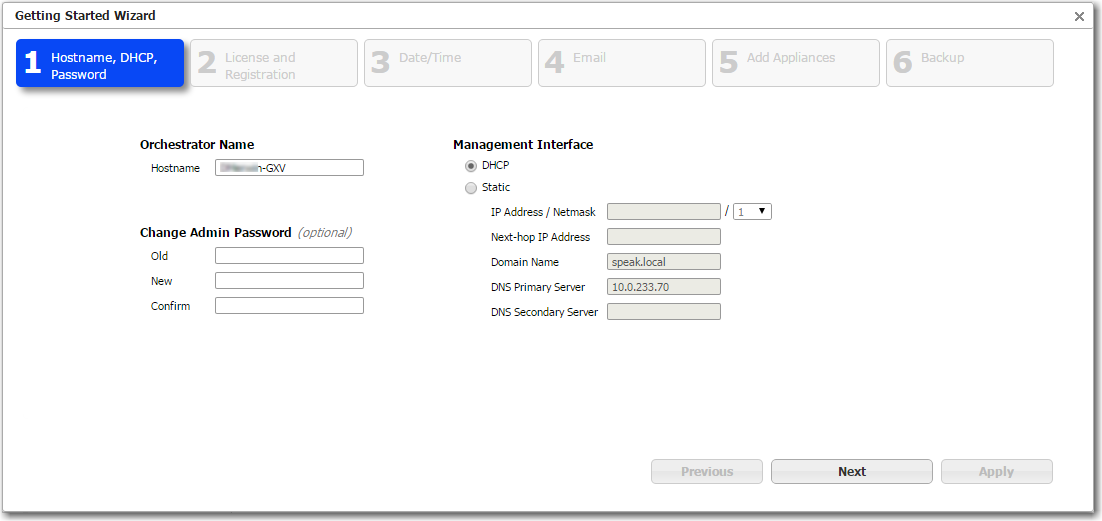 Getting Started Wizard
1 Hostname, DHCP,
Password
2 License and
Registration
3 Date/Time
4 Email
5 Add Appliances
6 Backup
Orchestrator Name
Hostname
-GXV
Change Admin Password (optional)
Old
New
Confirm
Management Interface
DHCP
Static
IP Address / Netmask / 1
Next-hop IP Address
Domain Name speak.local
DNS Primary Server 10.0.233.70
DNS Secondary Server
Previous
Next
Apply